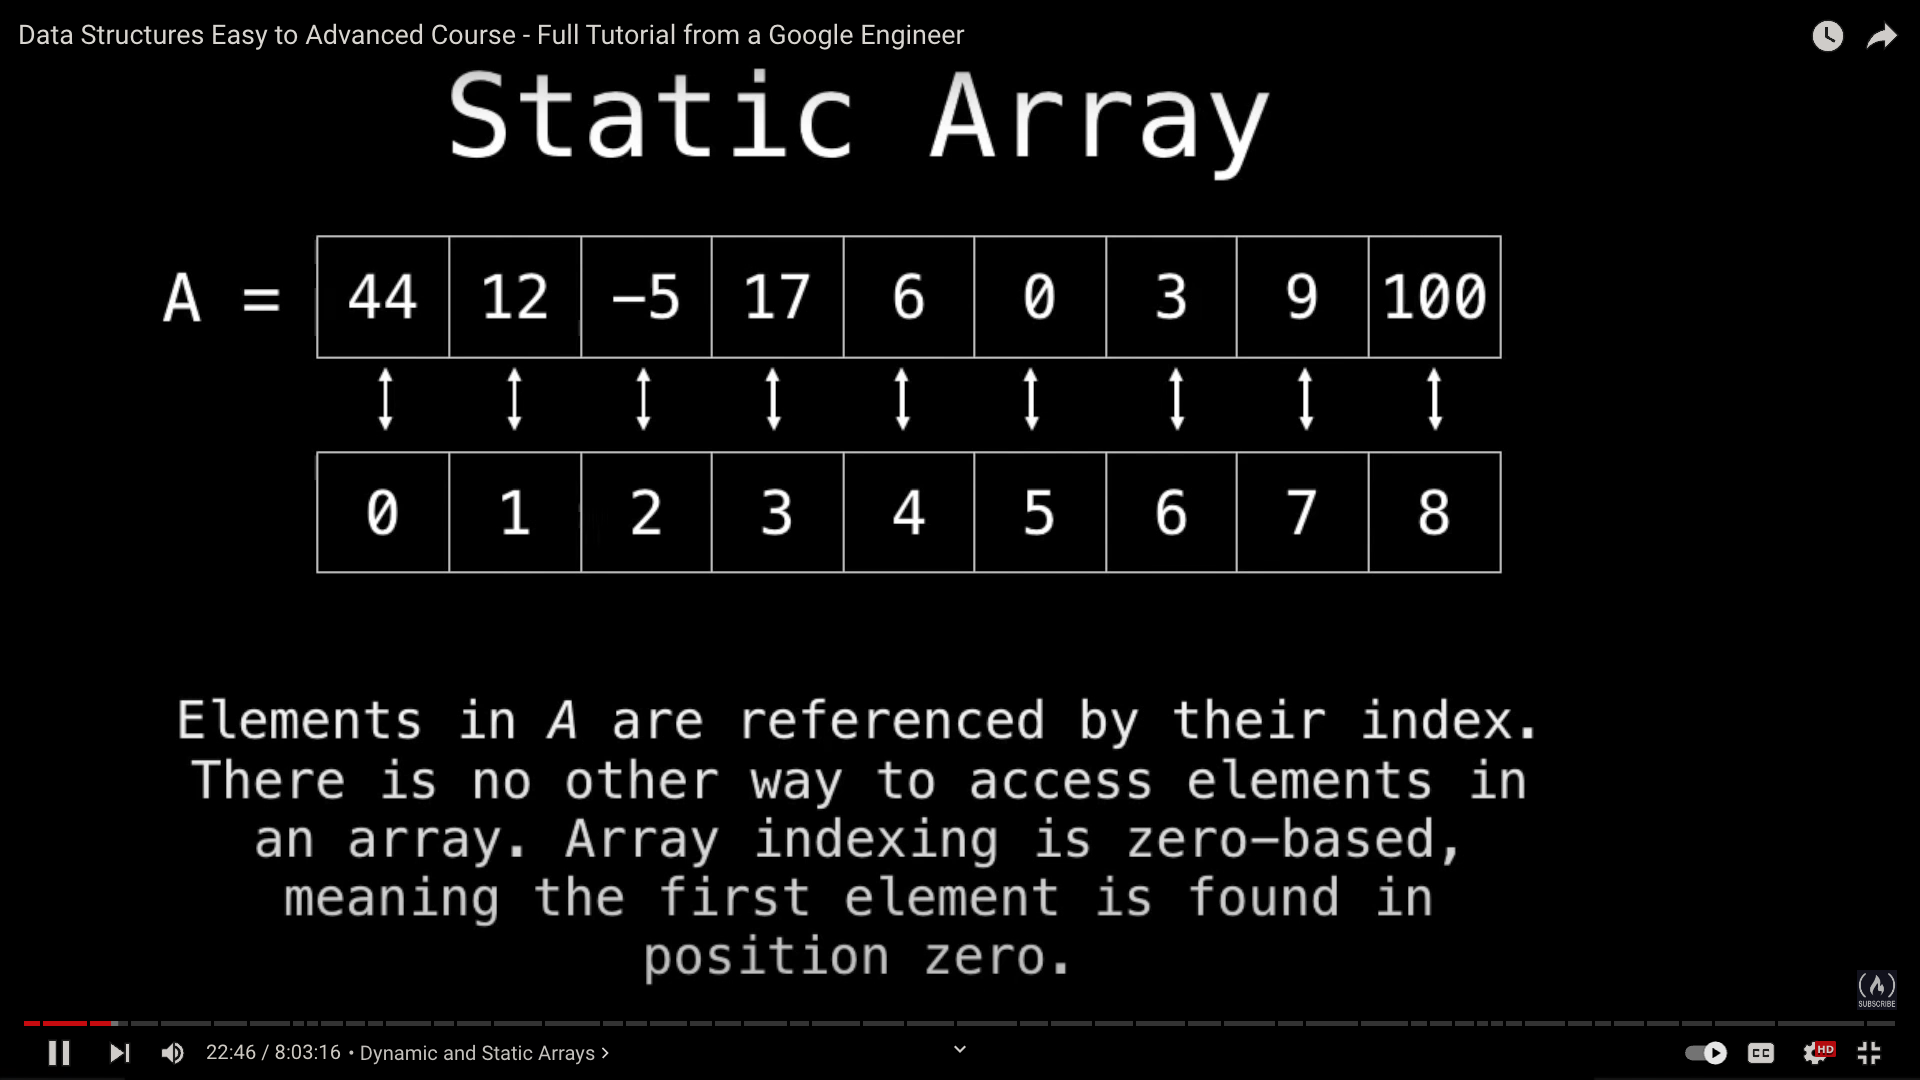 Data Structures Easy to Advanced Course - Full Tutorial from a Google Engineer
Static Array
A = 44 12 −5 17 6 0 3 9 100
0 1 2 3 4 5 6 7 8
Elements in A are referenced by their index.
There is no other way to access elements in
an array. Array indexing is zero−based,
meaning the first element is found in
position zero.
SUBSCRIBE
22:46 / 8:03:16 • Dynamic and Static Arrays >
CC
HD